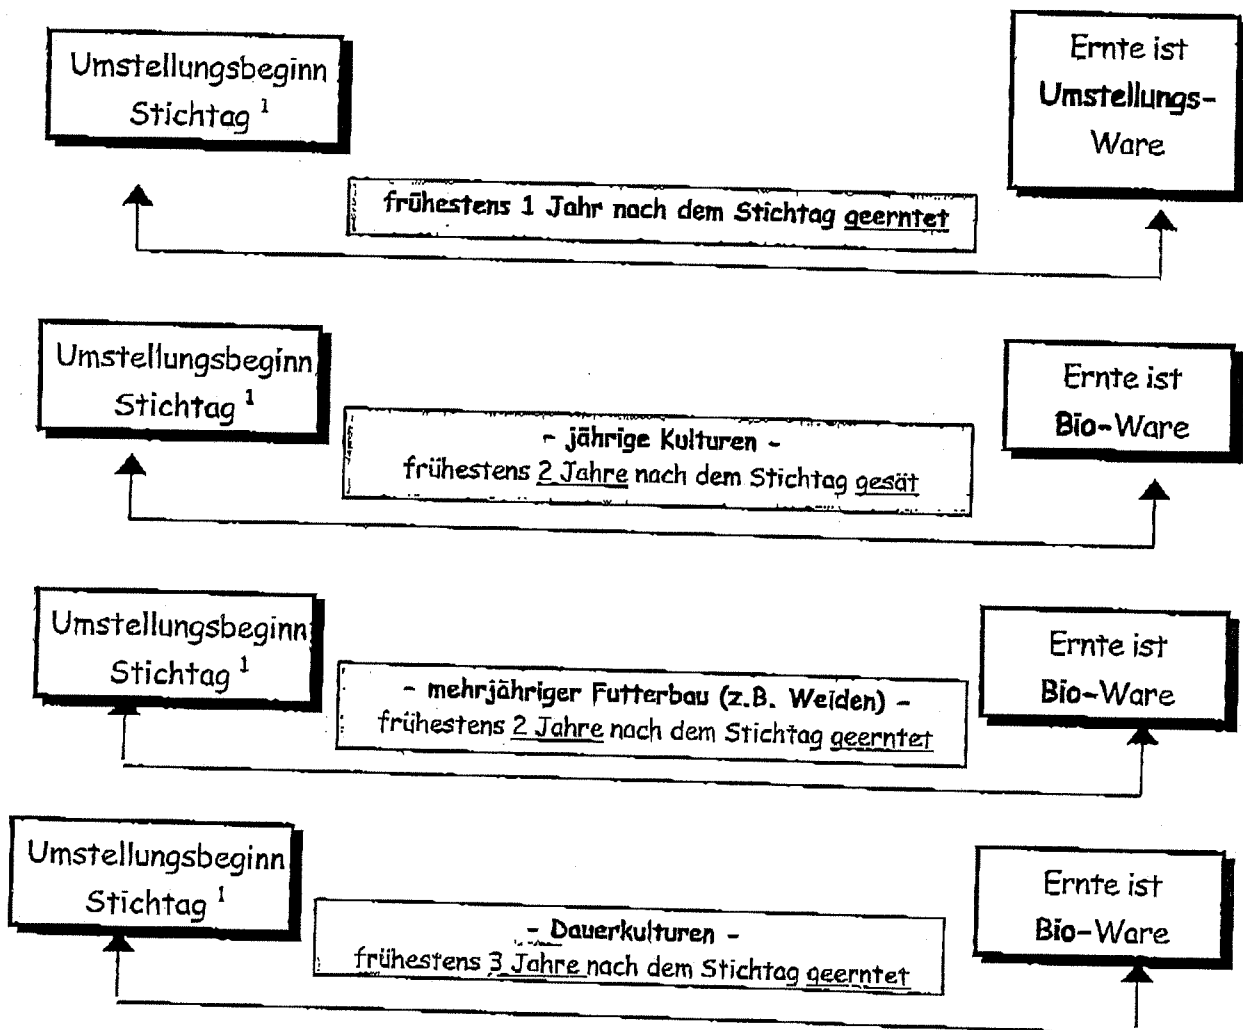 Umstellungsbeginn
Stichtag ¹
Ernte ist
Umstellungs-
Ware
frühestens 1 Jahr nach dem Stichtag geerntet
Umstellungsbeginn
Stichtag ¹
Ernte ist
Bio-Ware
- jährige Kulturen -
frühestens 2 Jahre nach dem Stichtag gesät
Umstellungsbeginn
Stichtag ¹
Ernte ist
Bio-Ware
- mehrjähriger Futterbau (z.B. Weiden) -
frühestens 2 Jahre nach dem Stichtag geerntet
Umstellungsbeginn
Stichtag ¹
Ernte ist
Bio-Ware
- Dauerkulturen -
frühestens 3 Jahre nach dem Stichtag geerntet